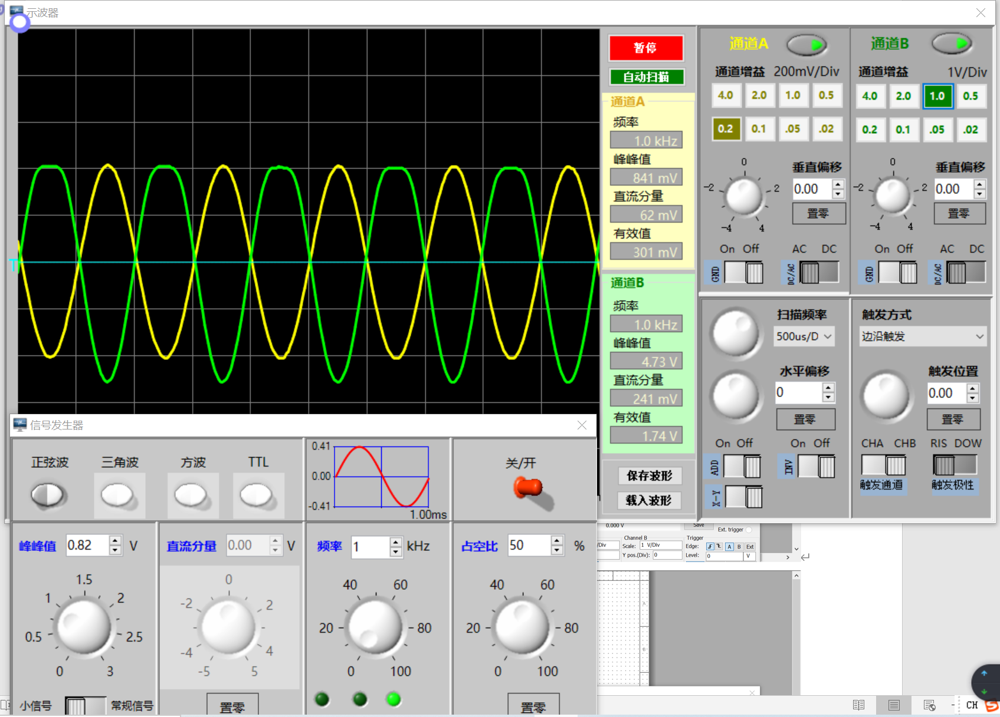 示波器
暂停
自动扫描
通道A
频率
1.0 kHz
峰峰值
841 mV
直流分量
62 mV
有效值
301 mV
通道B
频率
1.0 kHz
峰峰值
4.73 V
直流分量
241 mV
有效值
1.74 V
保存波形
载入波形
通道A
通道增益 200mV/Div
4.0 2.0 1.0 0.5
0.2 0.1 .05 .02
0
-2 2
-4 4
垂直偏移
0.00
置零
On Off
GND
AC DC
DC/AC
通道B
通道增益 1V/Div
4.0 2.0 1.0 0.5
0.2 0.1 .05 .02
0
-2 2
-4 4
垂直偏移
0.00
置零
On Off
GND
AC DC
DC/AC
扫描频率
500us/D
水平偏移
0
置零
On Off
ADD
On Off
INV
X-Y
触发方式
边沿触发
触发位置
0.00
置零
CHA CHB
触发通道
RIS DOW
触发极性
T
信号发生器
正弦波 三角波 方波 TTL
0.41
0.00
-0.41
1.00ms
关/开
峰峰值 0.82 V
1.5
1 2
0.5 2.5
0 3
小信号 常规信号
直流分量 0.00 V
0
-2 2
-4 4
-5 5
置零
频率 1 kHz
40 60
20 80
0 100
占空比 50 %
40 60
20 80
0 100
置零
0.000 V
Save
Ext. trigger
/Div
Channel B
Scale: 1 V/Div
Y pos.(Div): 0
Trigger
Edge: A B Ext
Level: 0 V
A
B
CH